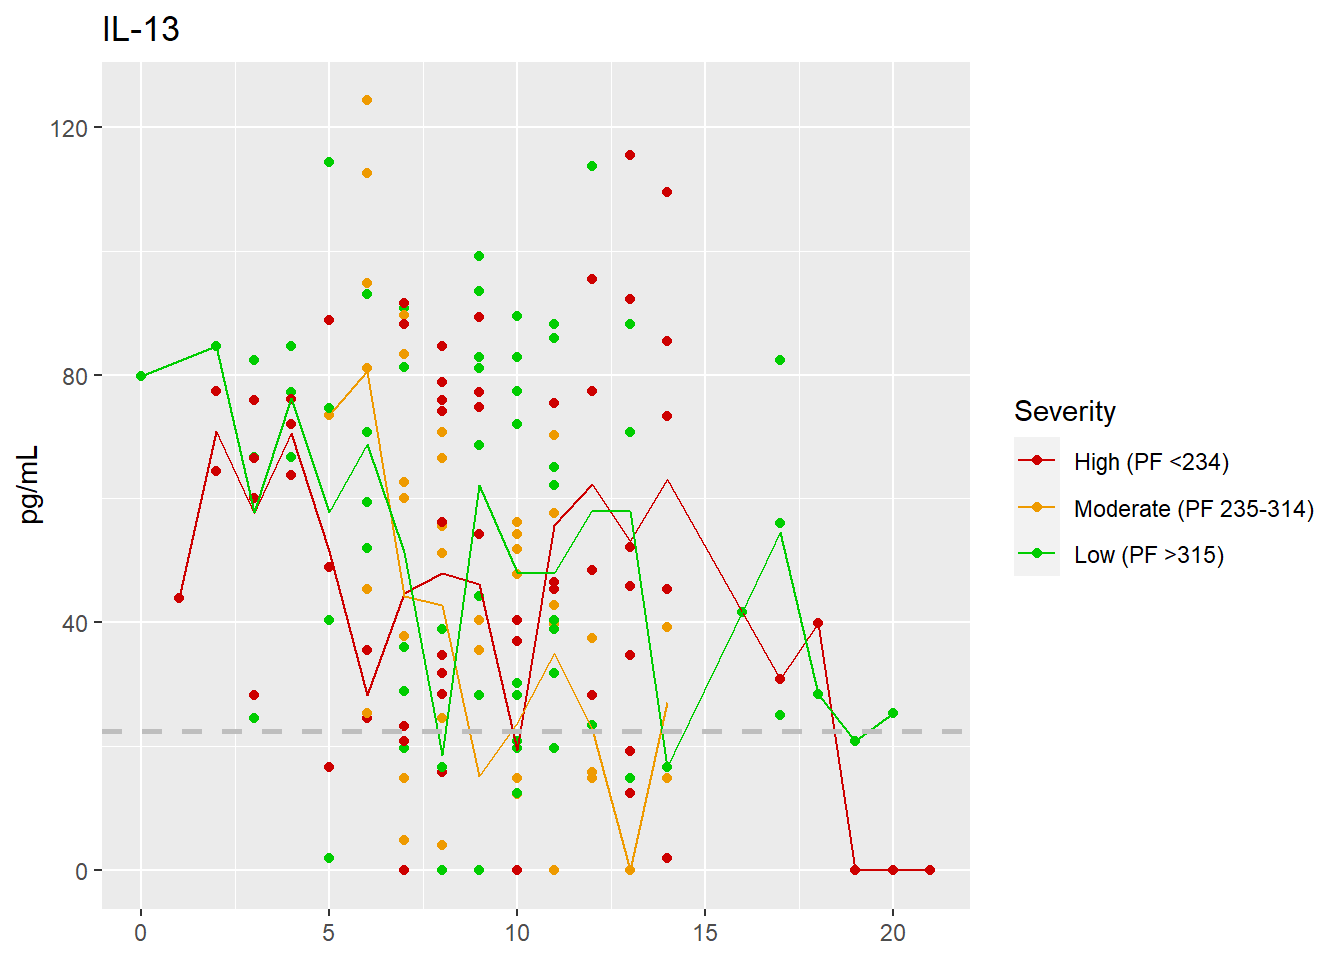 IL-13
120
80
40
0
pg/mL
0 5 10 15 20
Severity
High (PF <234)
Moderate (PF 235-314)
Low (PF >315)